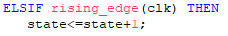 ELSIF rising_edge(clk) THEN
state<=state+1;